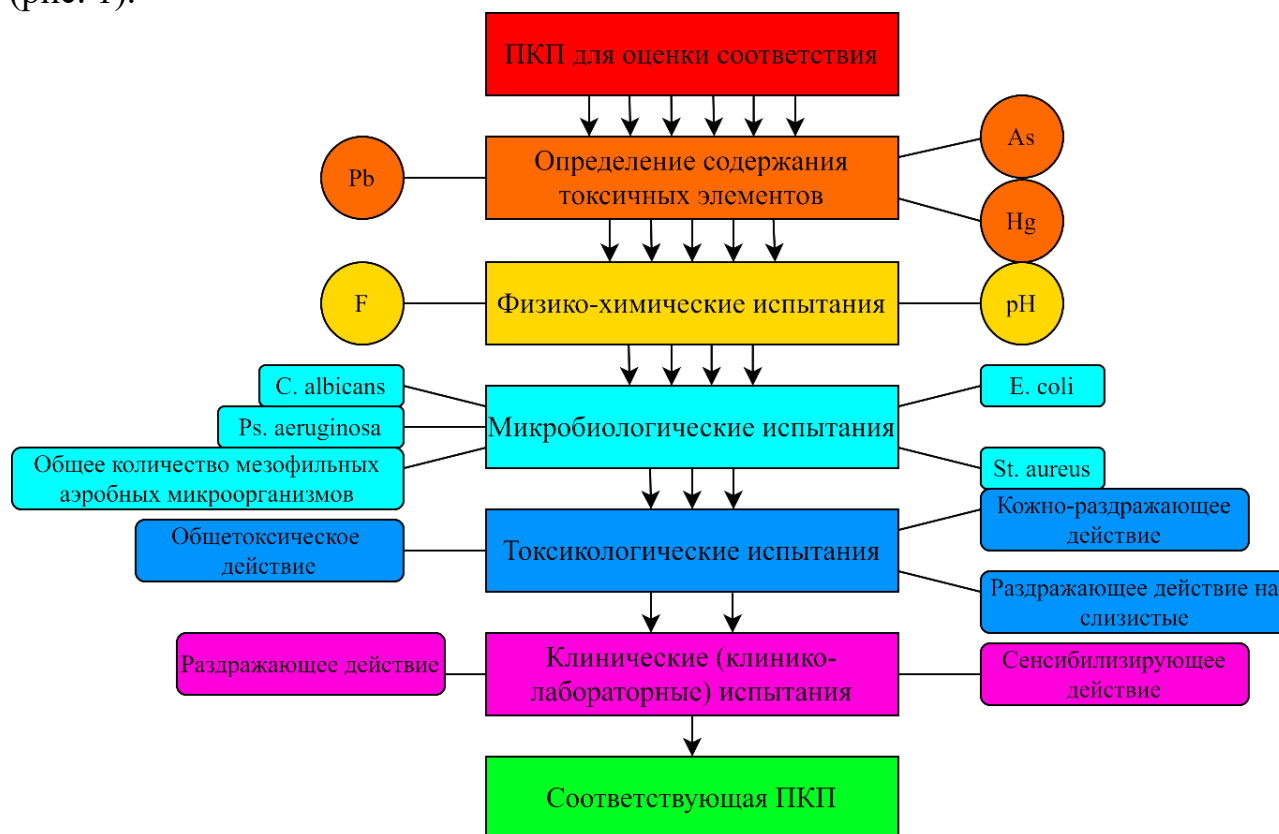 (рис. 1).
ПКП для оценки соответствия
Pb
Определение содержания
токсичных элементов
As
Hg
F
Физико-химические испытания
pH
C. albicans
Ps. aeruginosa
Общее количество мезофильных
аэробных микроорганизмов
Микробиологические испытания
E. coli
St. aureus
Общетоксическое
действие
Токсикологические испытания
Кожно-раздражающее
действие
Раздражающее действие на
слизистые
Раздражающее действие
Клинические (клинико-
лабораторные) испытания
Сенсибилизирующее
действие
Соответствующая ПКП